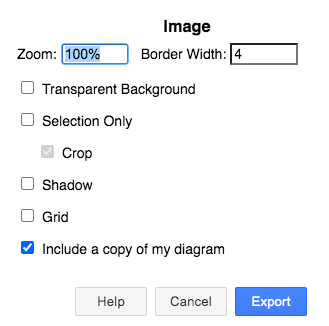 Image
Zoom: 100% Border Width: 4
Transparent Background
Selection Only
Crop
Shadow
Grid
Include a copy of my diagram
Help Cancel Export